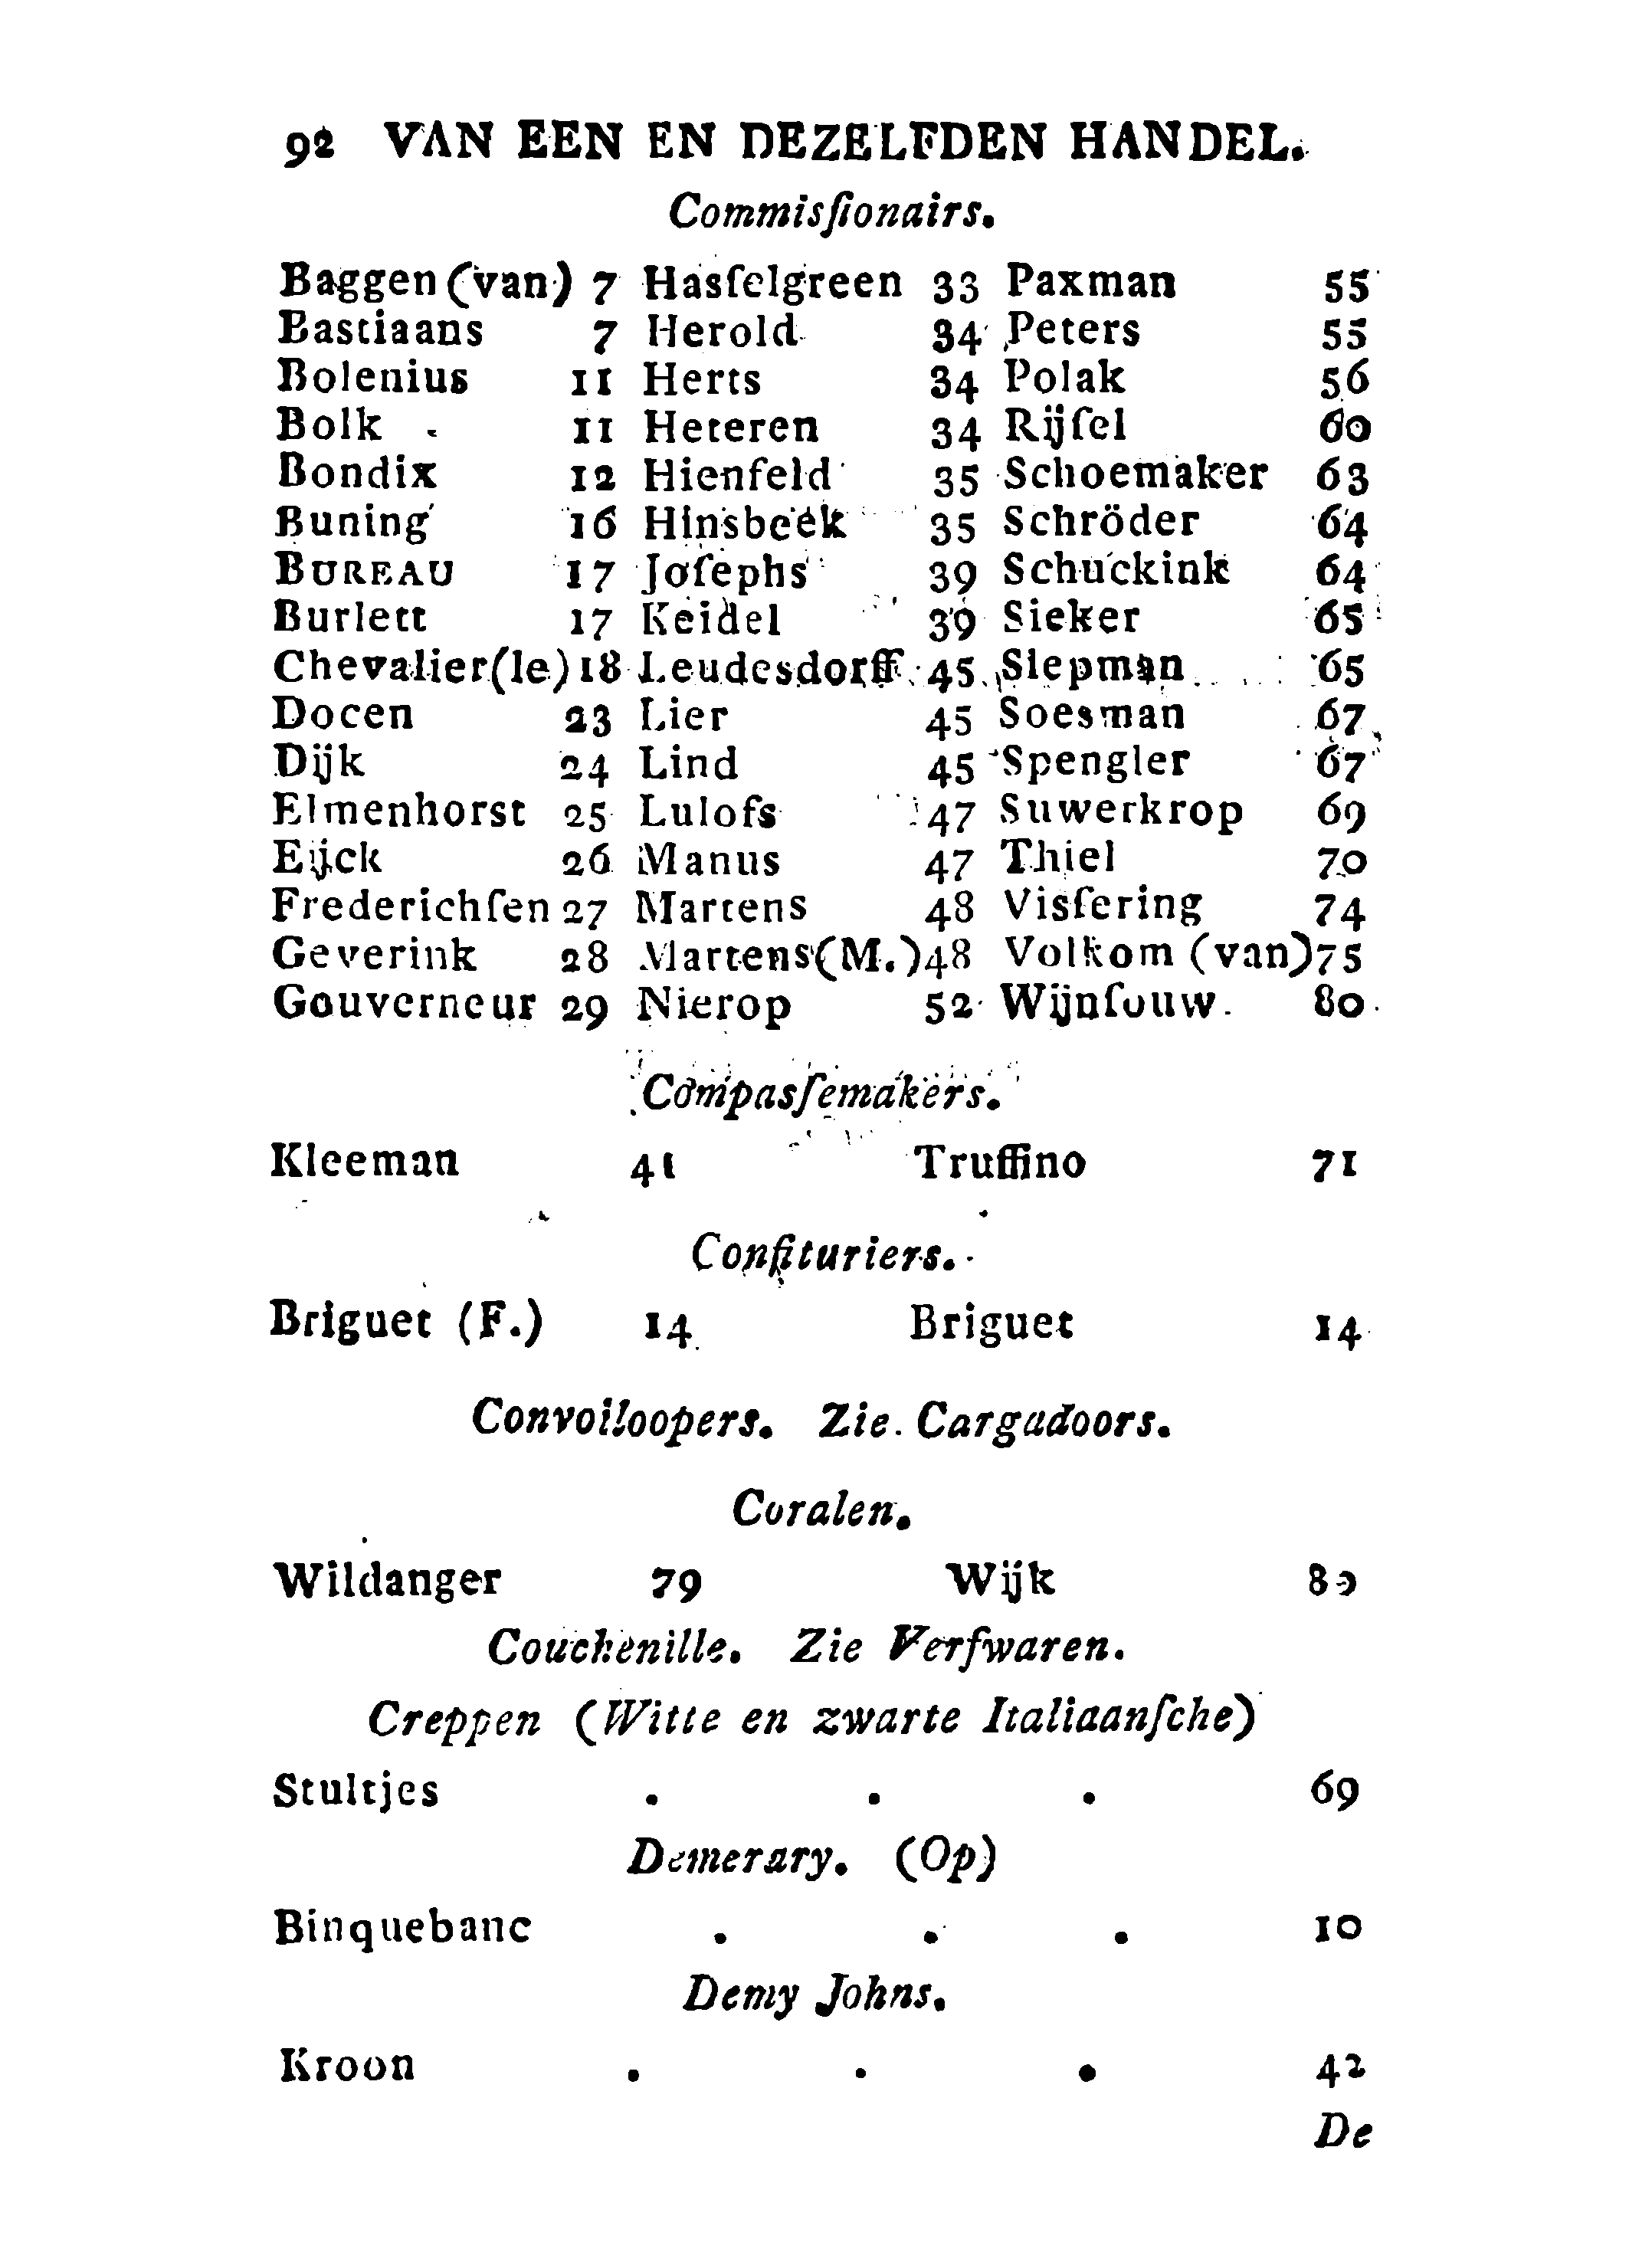 92 VAN EEN EN DEZELFDEN HANDEL.
Commisſionairs.
Baggen (van) 7 Hasſelgreen 33 Paxman 55
Bastiaans 7 Herold 34 Peters 55
Bolenius 11 Herts 34 Polak 56
Bolk 11 Heteren 34 Rijſel 60
Bondix 12 Hienfeld 35 Schoemaker 63
Buning 16 Hinsbeek 35 Schröder 64
BUREAU 17 Joſephs 39 Schuckink 64
Burlett 17 Keidel 39 Sieker 65
Chevalier (le) 18 Leudesdorff 45 Slepman 65
Docen 23 Lier 45 Soesman 67
Dijk 24 Lind 45 Spengler 67
Elmenhorst 25 Lulofs 47 Suwerkrop 69
Eijck 26 Manus 47 Thiel 70
Frederichſen 27 Martens 48 Visſering 74
Geverink 28 Martens (M.) 48 Volkom (van) 75
Gouverneur 29 Nierop 52 Wijnſouw 80
Compasſemakers.
Kleeman 41 Truffino 71
Confituriers.
Briguet (F.) 14 Briguet 14
Convoiloopers. Zie Cargadoors.
Coralen.
Wildanger 79 Wijk 80
Couchenille. Zie Verfwaren.
Creppen (Witte en zwarte Italiaanſche)
Stultjes . . . 69
Demerary. (Op)
Binquebanc . . . 10
Demy Johns.
Kroon . . . 42
De